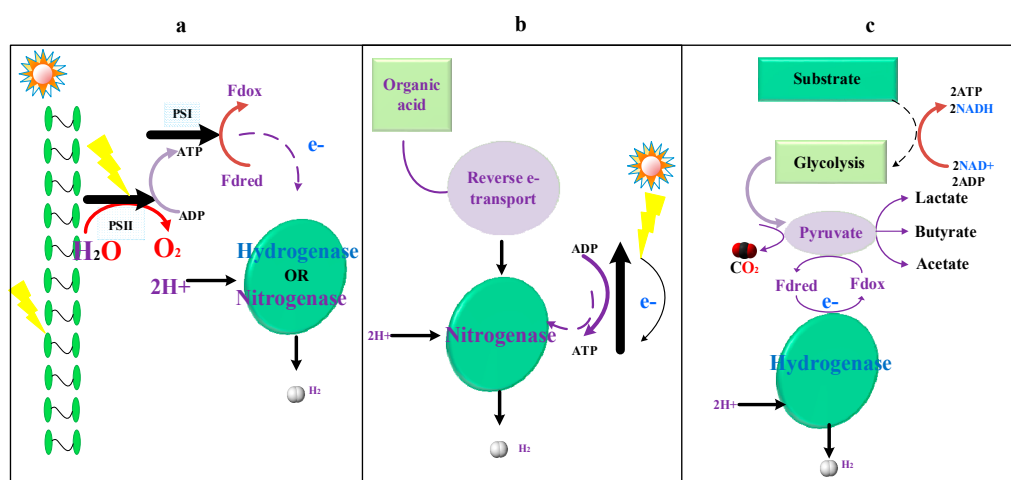 a
PSI
Fdox
ATP
e-
Fdred
ADP
PSII
H2O
O2
Hydrogenase
OR
Nitrogenase
2H+
H2
b
Organic
acid
Reverse e-
transport
ADP
e-
2H+
Nitrogenase
ATP
H2
c
Substrate
2ATP
2NADH
Glycolysis
2NAD+
2ADP
Lactate
Pyruvate
Butyrate
CO2
Acetate
Fdred
Fdox
e-
Hydrogenase
2H+
H2